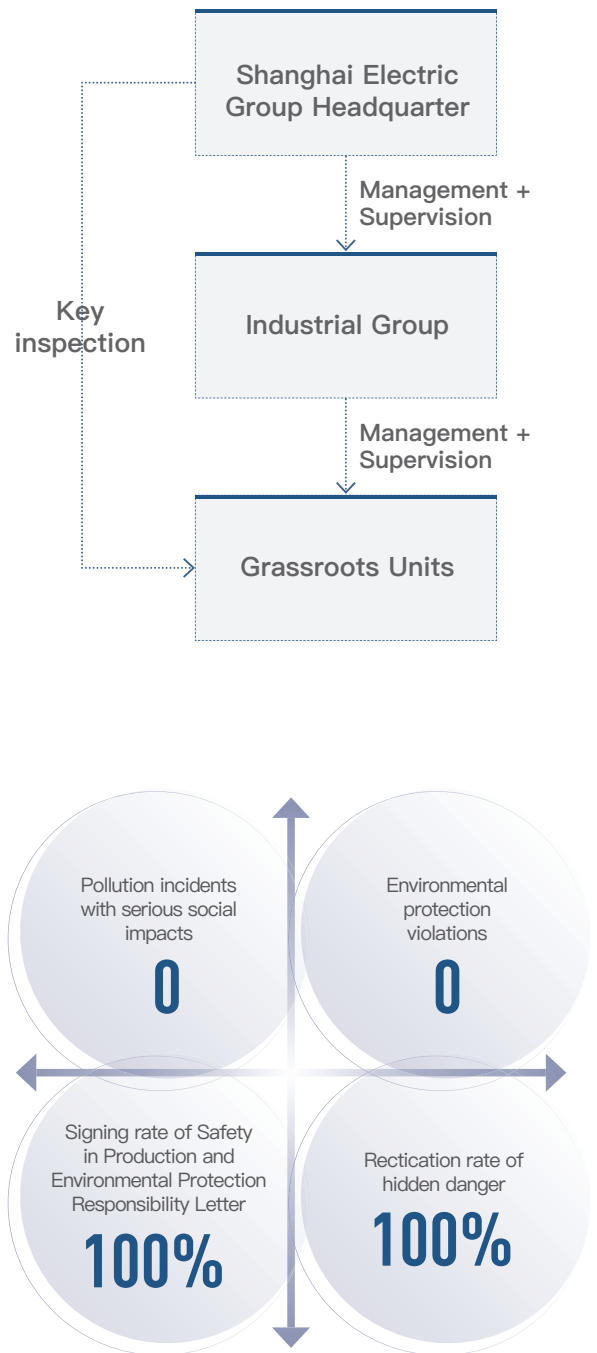 Shanghai Electric
Group Headquarter
Management +
Supervision
Key
inspection
Industrial Group
Management +
Supervision
Grassroots Units
Pollution incidents
with serious social
impacts
0
Environmental
protection
violations
0
Signing rate of Safety
in Production and
Environmental Protection
Responsibility Letter
100%
Rectication rate of
hidden danger
100%